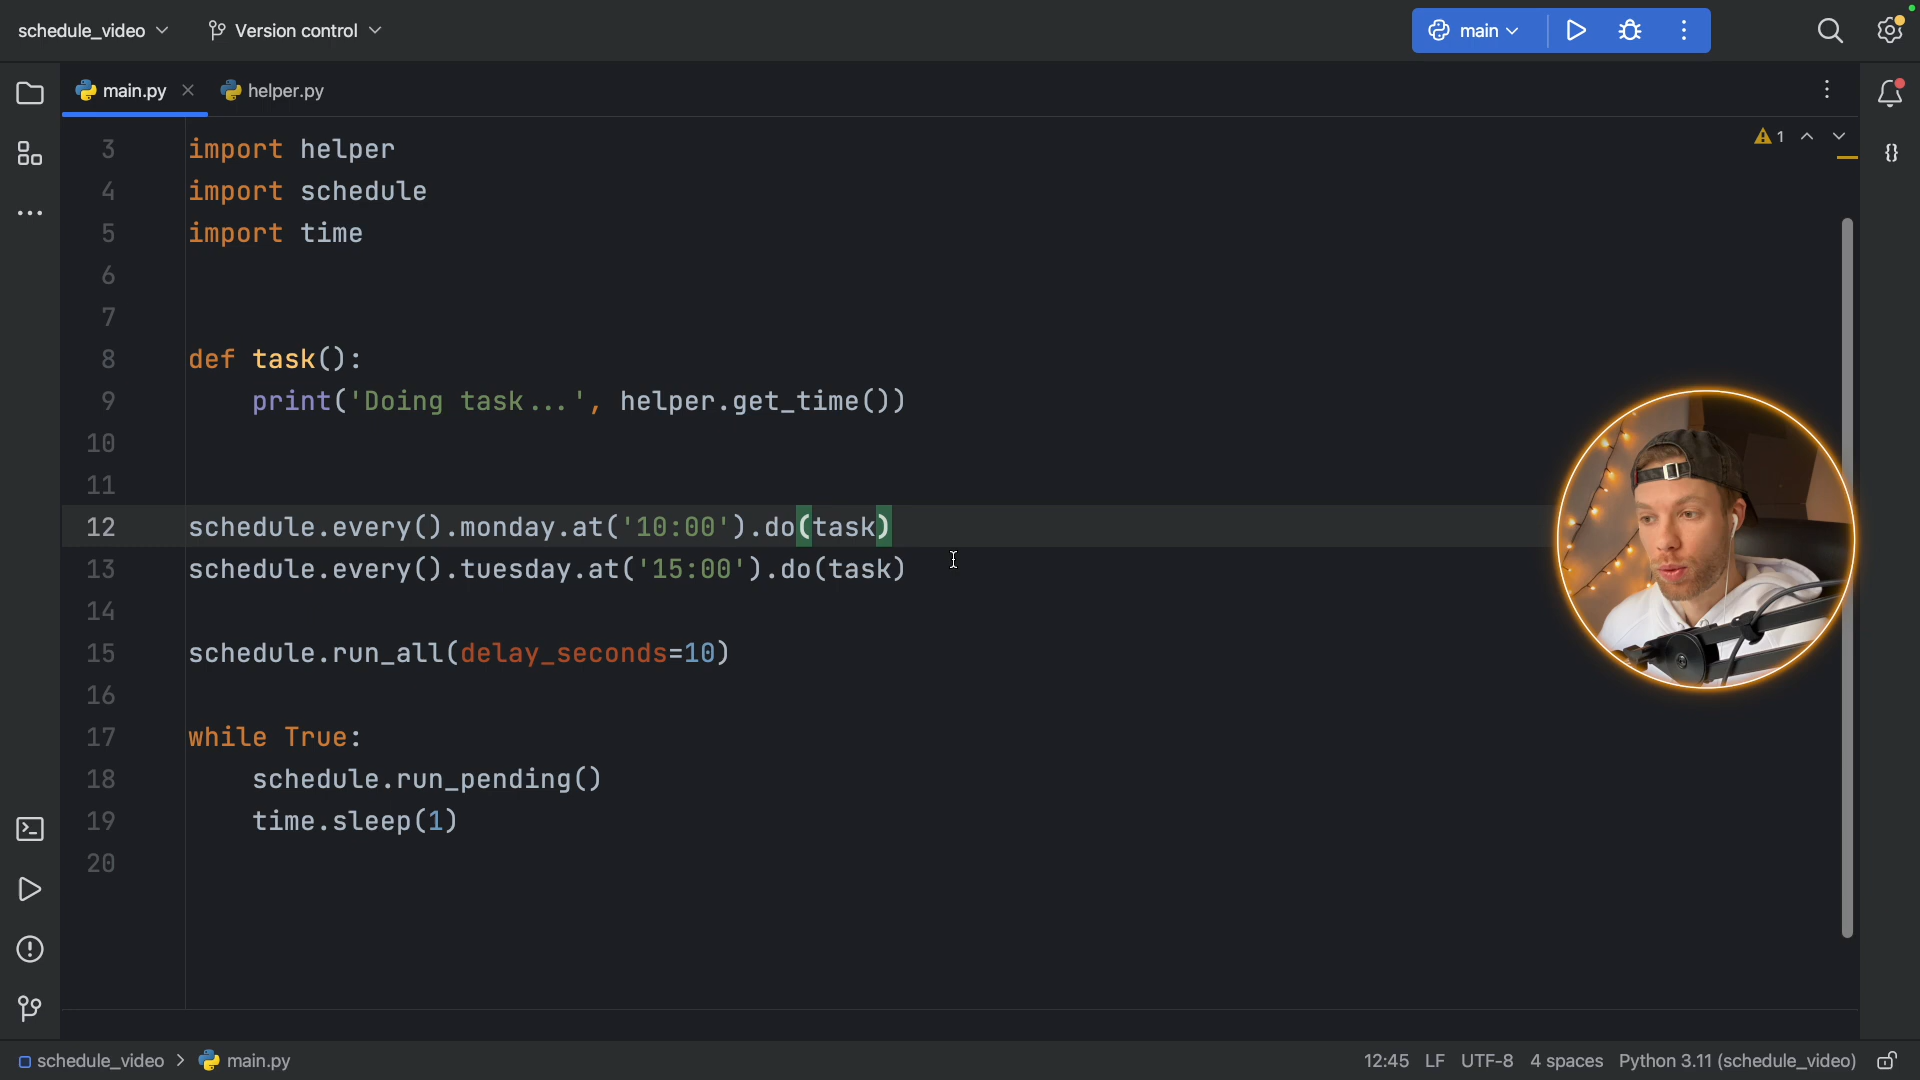 schedule_video
Version control
main
main.py
helper.py
1
{}
3 import helper
4 import schedule
5 import time
6
7
8 def task():
9 print('Doing task...', helper.get_time())
10
11
12 schedule.every().monday.at('10:00').do(task)
13 schedule.every().tuesday.at('15:00').do(task)
14
15 schedule.run_all(delay_seconds=10)
16
17 while True:
18 schedule.run_pending()
19 time.sleep(1)
20
schedule_video > main.py
12:45 LF UTF-8 4 spaces Python 3.11 (schedule_video)